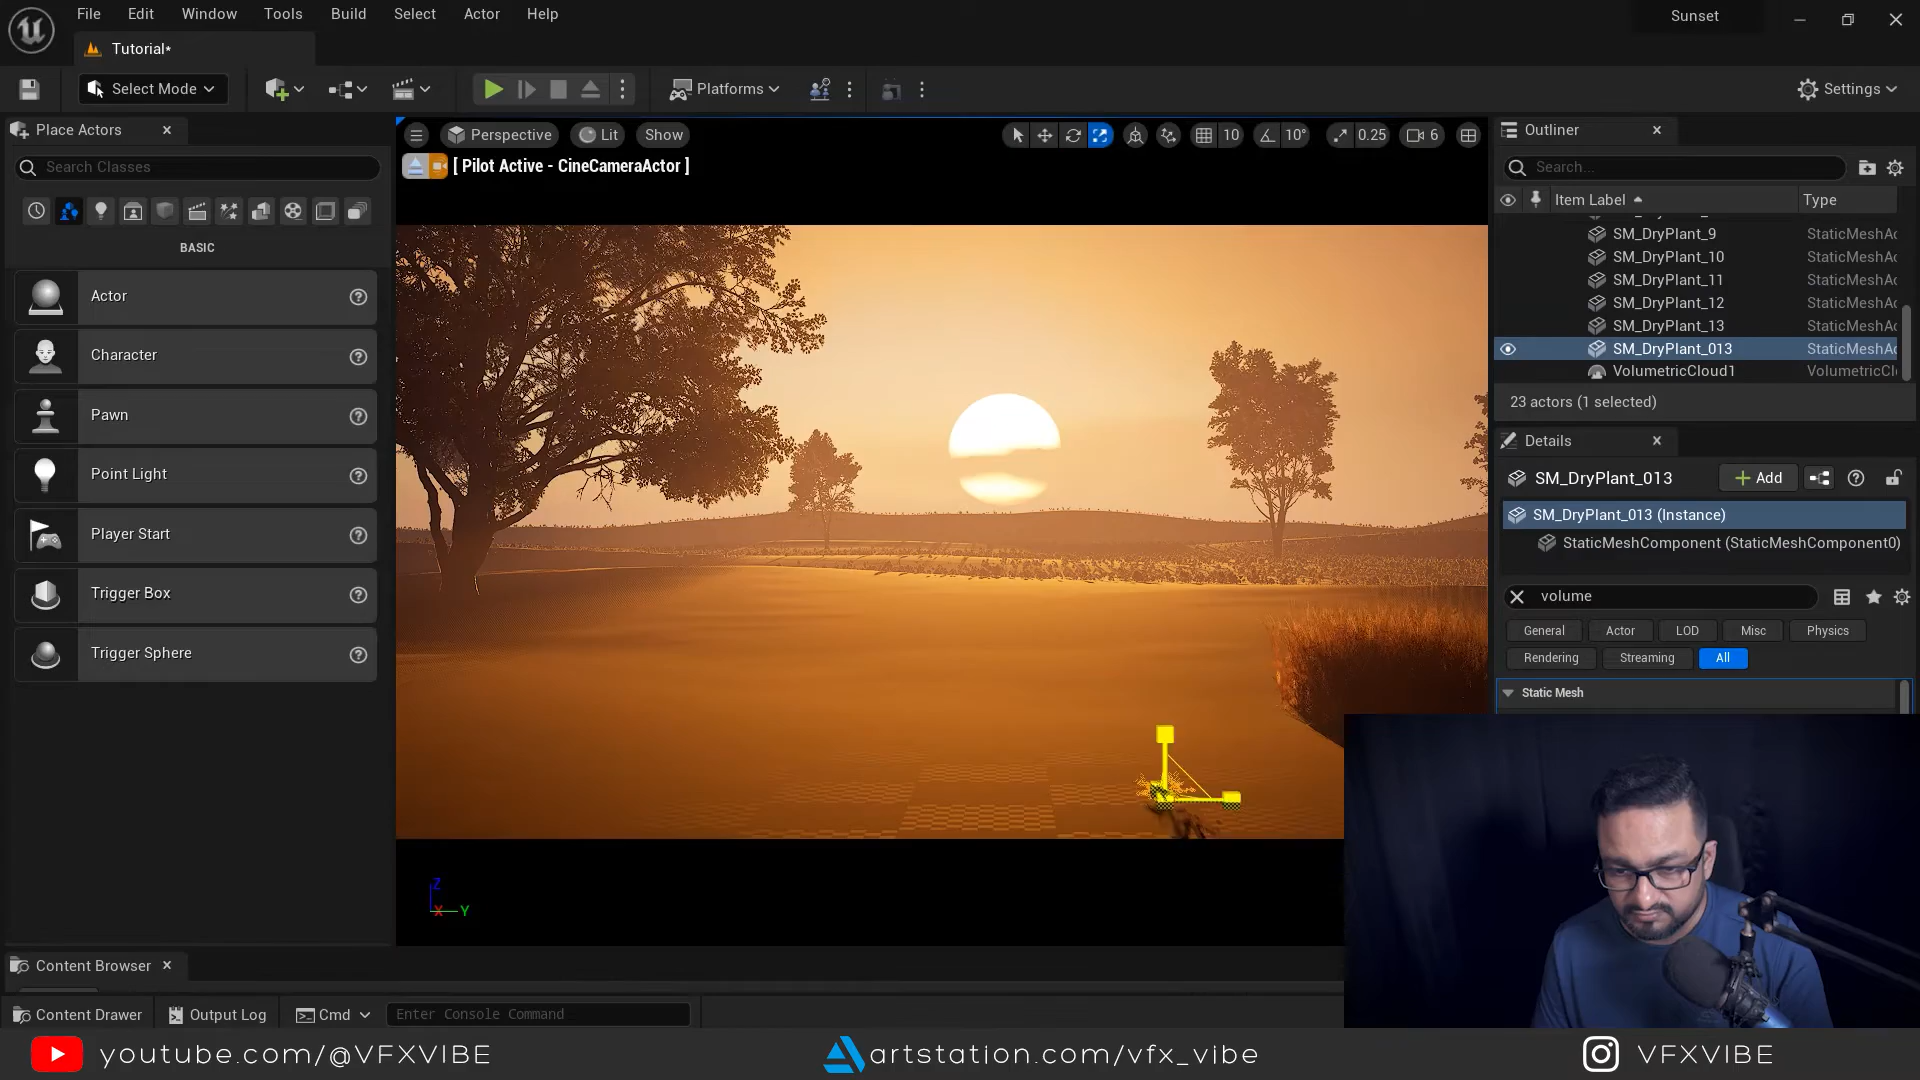 File Edit Window Tools Build Select Actor Help
Sunset
Tutorial*
Select Mode
Platforms
Settings
Place Actors
Search Classes
BASIC
Actor
Character
Pawn
Point Light
Player Start
Trigger Box
Trigger Sphere
Perspective Lit Show
10 10° 0.25 6
[ Pilot Active - CineCameraActor ]
Z
X Y
Outliner
Search...
Item Label Type
SM_DryPlant_9 StaticMeshAc
SM_DryPlant_10 StaticMeshAc
SM_DryPlant_11 StaticMeshAc
SM_DryPlant_12 StaticMeshAc
SM_DryPlant_13 StaticMeshAc
SM_DryPlant_013 StaticMeshAc
VolumetricCloud1 VolumetricCl
23 actors (1 selected)
Details
SM_DryPlant_013 Add
SM_DryPlant_013 (Instance)
StaticMeshComponent (StaticMeshComponent0)
volume
General Actor LOD Misc Physics
Rendering Streaming All
Static Mesh
Content Browser
Content Drawer Output Log Cmd Enter Console Command
youtube.com/@VFXVIBE artstation.com/vfx_vibe VFXVIBE